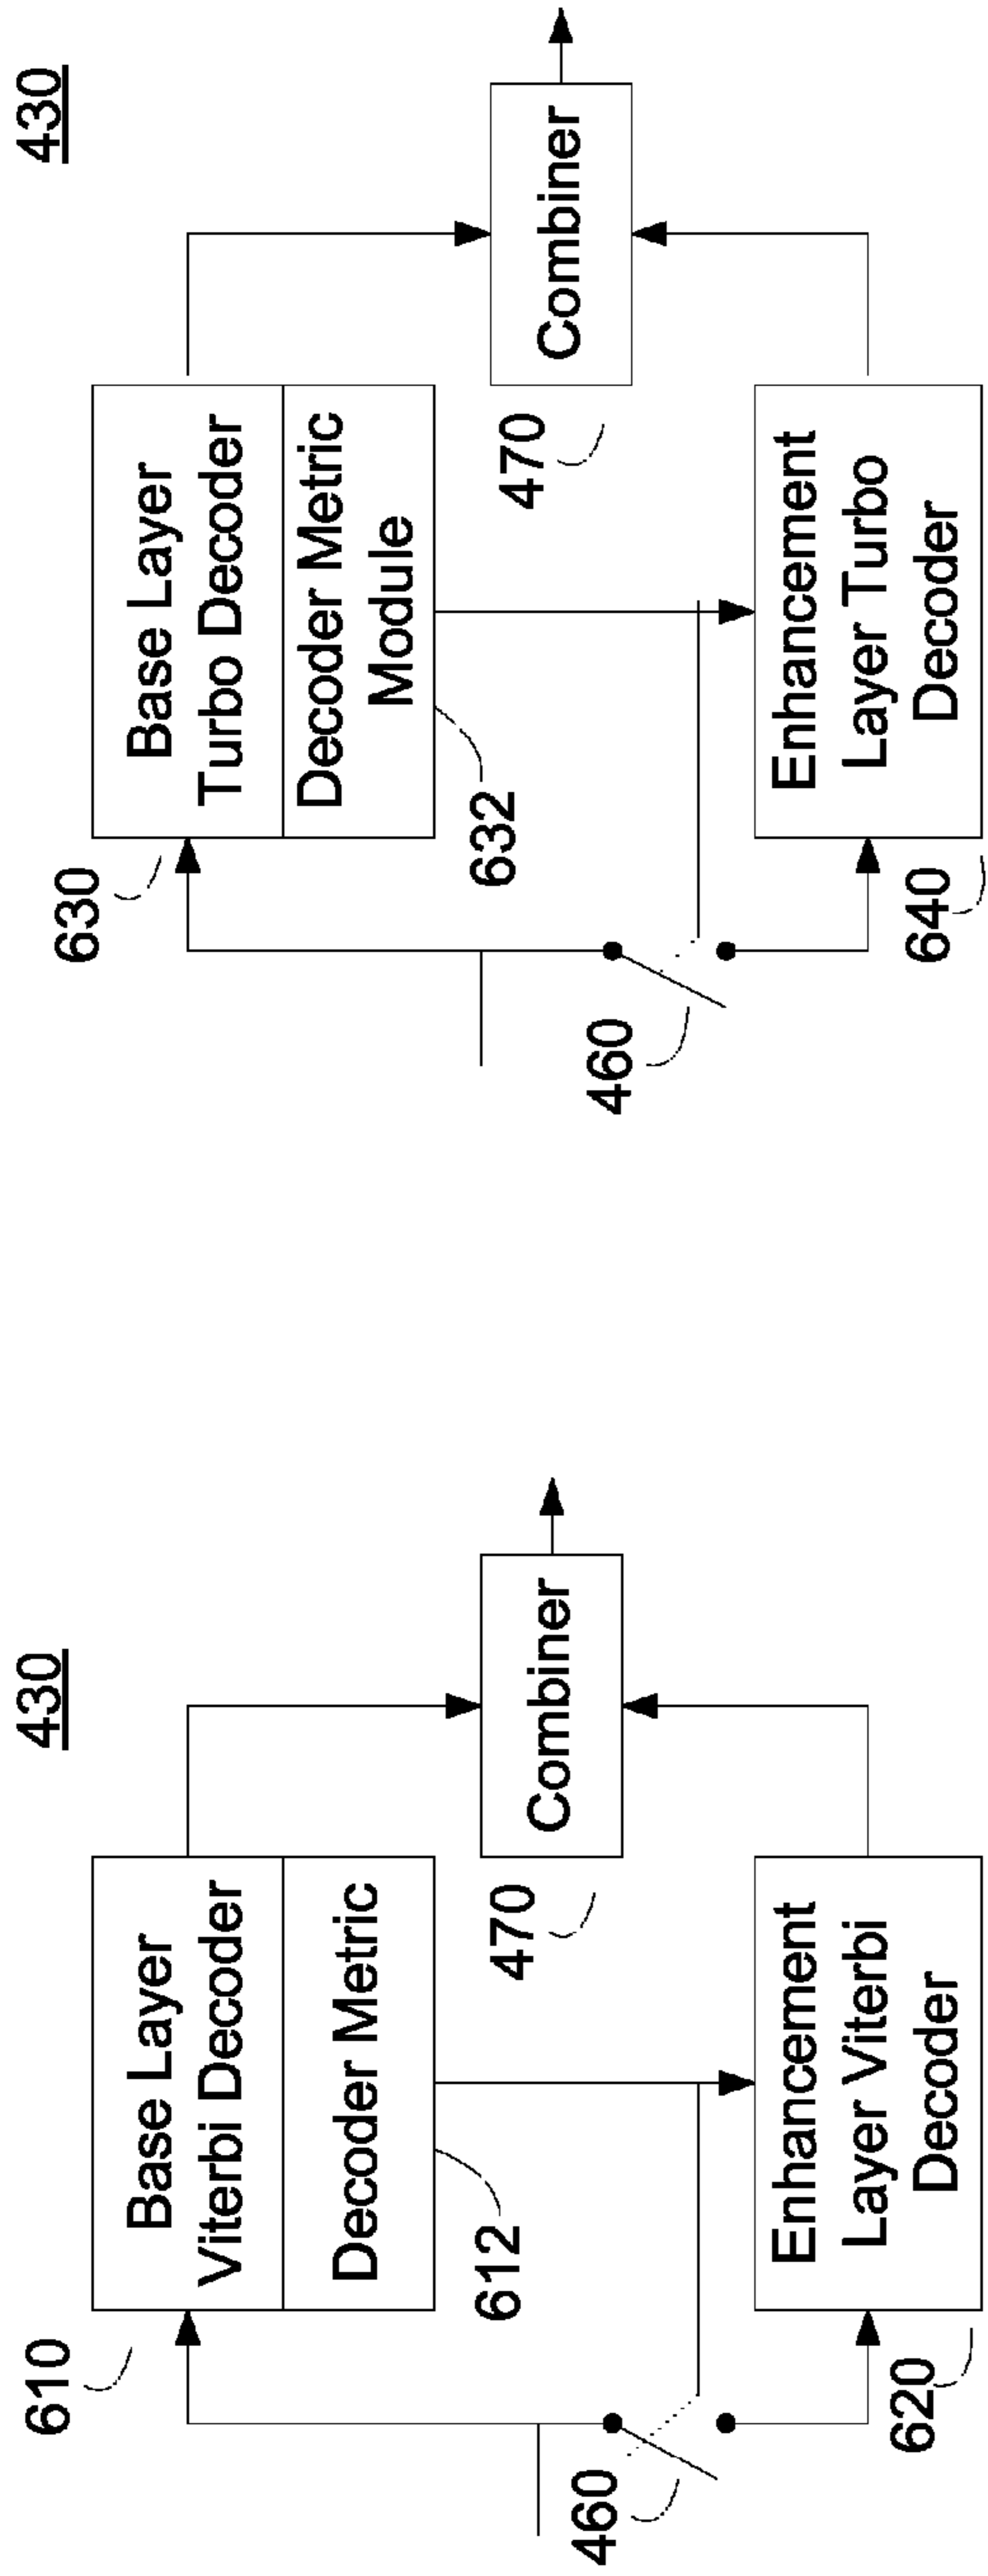 430
610
Base Layer
Viterbi Decoder
Decoder Metric
612
460
470
Combiner
620
Enhancement
Layer Viterbi
Decoder
430
630
Base Layer
Turbo Decoder
Decoder Metric
Module
632
460
470
Combiner
640
Enhancement
Layer Turbo
Decoder